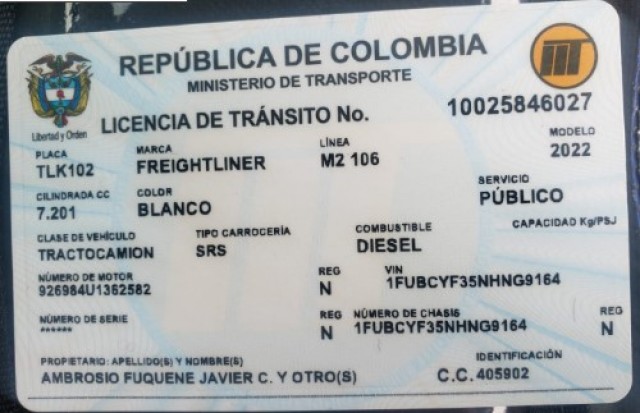 REPÚBLICA DE COLOMBIA
MINISTERIO DE TRANSPORTE
Libertad y Orden
LICENCIA DE TRÁNSITO No. 10025846027
PLACA MARCA LÍNEA MODELO
TLK102 FREIGHTLINER M2 106 2022
CILINDRADA CC COLOR SERVICIO
7.201 BLANCO PÚBLICO
CLASE DE VEHÍCULO TIPO CARROCERÍA COMBUSTIBLE CAPACIDAD Kg/PSJ
TRACTOCAMION SRS DIESEL
NÚMERO DE MOTOR REG VIN
926984U1362582 N 1FUBCYF35NHNG9164
NÚMERO DE SERIE REG NÚMERO DE CHASIS REG
****** N 1FUBCYF35NHNG9164 N
PROPIETARIO: APELLIDO(S) Y NOMBRE(S) IDENTIFICACIÓN
AMBROSIO FUQUENE JAVIER C. Y OTRO(S) C.C. 405902